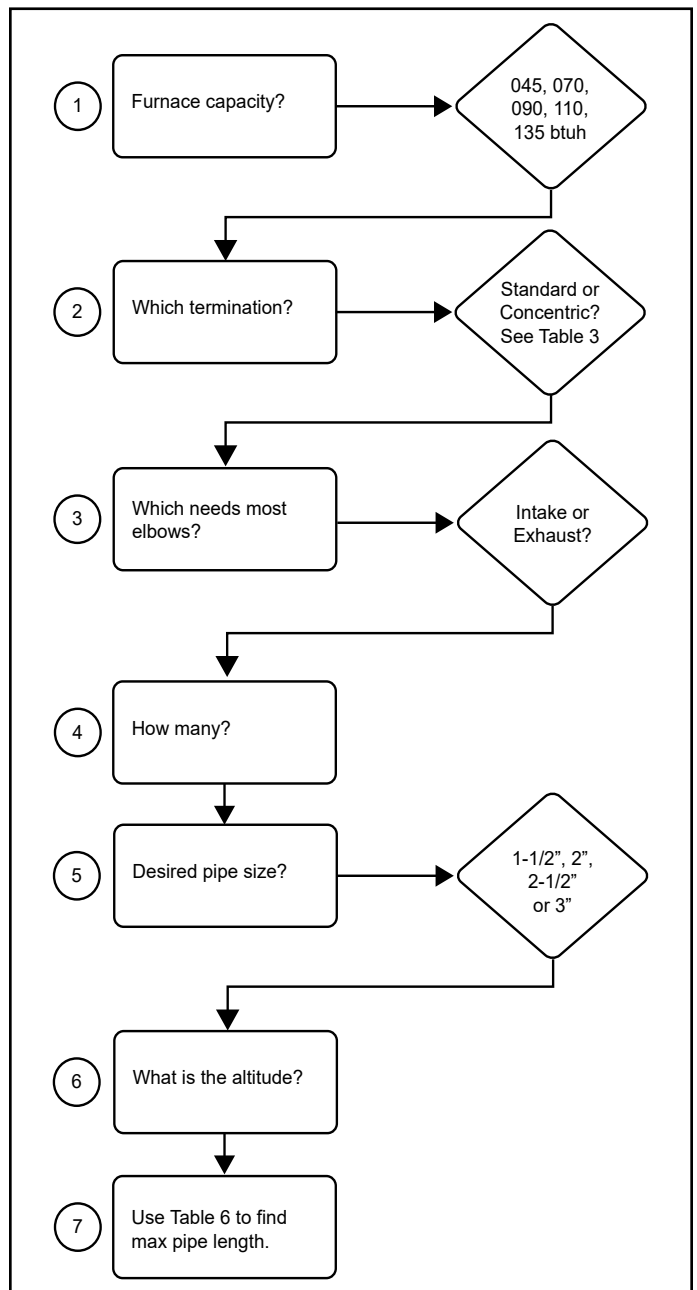 1
Furnace capacity?
045, 070,
090, 110,
135 btuh
2
Which termination?
Standard or
Concentric?
See Table 3
3
Which needs most
elbows?
Intake or
Exhaust?
4
How many?
5
Desired pipe size?
1-1/2”, 2”,
2-1/2”
or 3”
6
What is the altitude?
7
Use Table 6 to find
max pipe length.